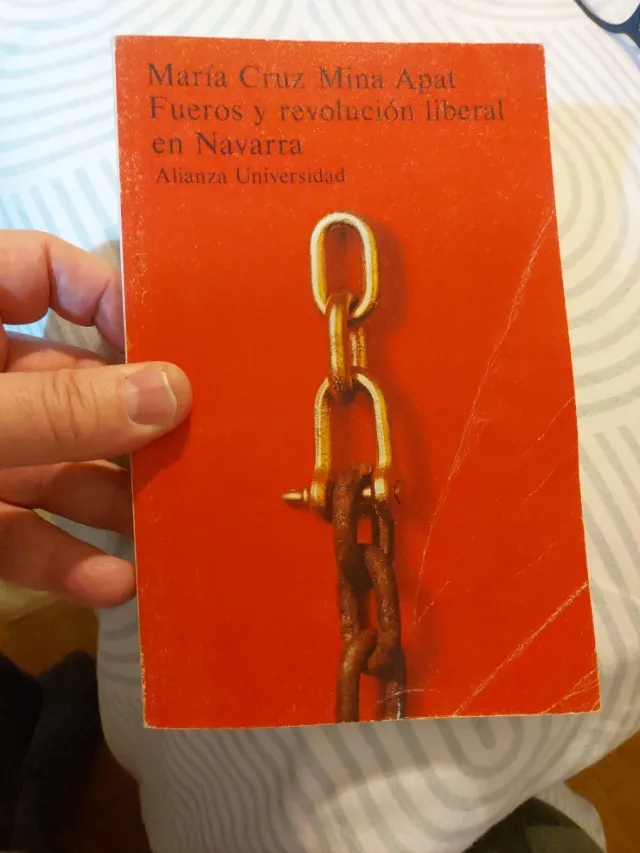 María Cruz Mina Apat
Fueros y revolución liberal
en Navarra
Alianza Universidad